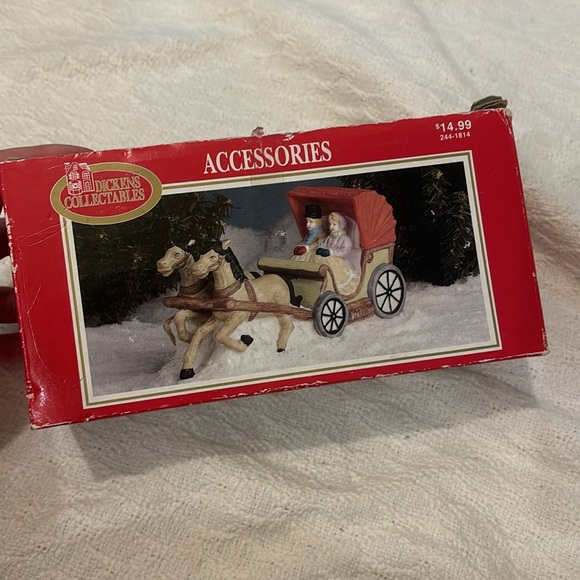 $14.99
244-1814
ACCESSORIES
DICKENS
COLLECTABLES